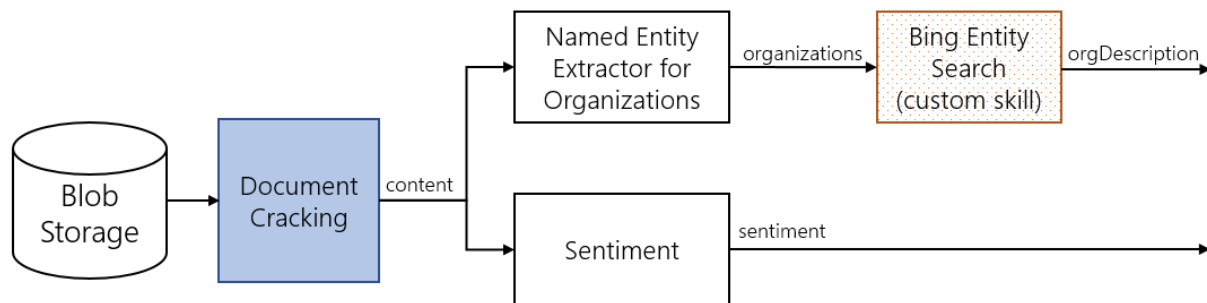 Blob
Storage
Document
Cracking
content
Named Entity
Extractor for
Organizations
organizations
Bing Entity
Search
(custom skill)
orgDescription
Sentiment
sentiment